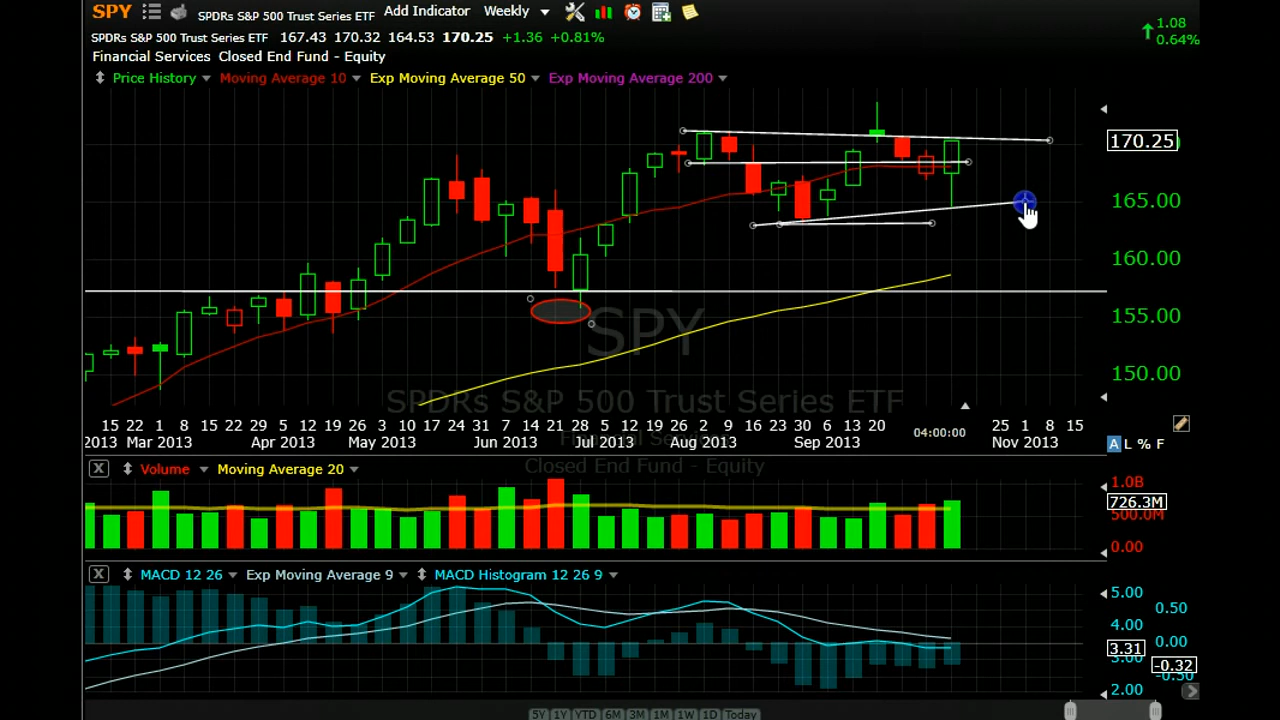 SPY SPDRs S&P 500 Trust Series ETF Add Indicator Weekly
SPDRs S&P 500 Trust Series ETF 167.43 170.32 164.53 170.25 +1.36 +0.81%
1.08
0.64%
Financial Services Closed End Fund - Equity
Price History Moving Average 10 Exp Moving Average 50 Exp Moving Average 200
170.25
165.00
160.00
155.00
150.00
SPY
SPDRs S&P 500 Trust Series ETF
15 22 1 8 15 22 29 5 12 19 26 3 10 17 24 31 7 14 21 28 5 12 19 26 2 9 16 23 30 6 13 20 04:00:00 25 1 8 15
2013 Mar 2013 Apr 2013 May 2013 Jun 2013 Jul 2013 Aug 2013 Sep 2013 Nov 2013
A L % F
Closed End Fund - Equity
X Volume Moving Average 20
1.0B
726.3M
500.0M
0.00
X MACD 12 26 Exp Moving Average 9 MACD Histogram 12 26 9
5.00
0.50
4.00
0.00
3.31
3.00
-0.32
-0.50
2.00
5Y 1Y YTD 6M 3M 1M 1W 1D Today